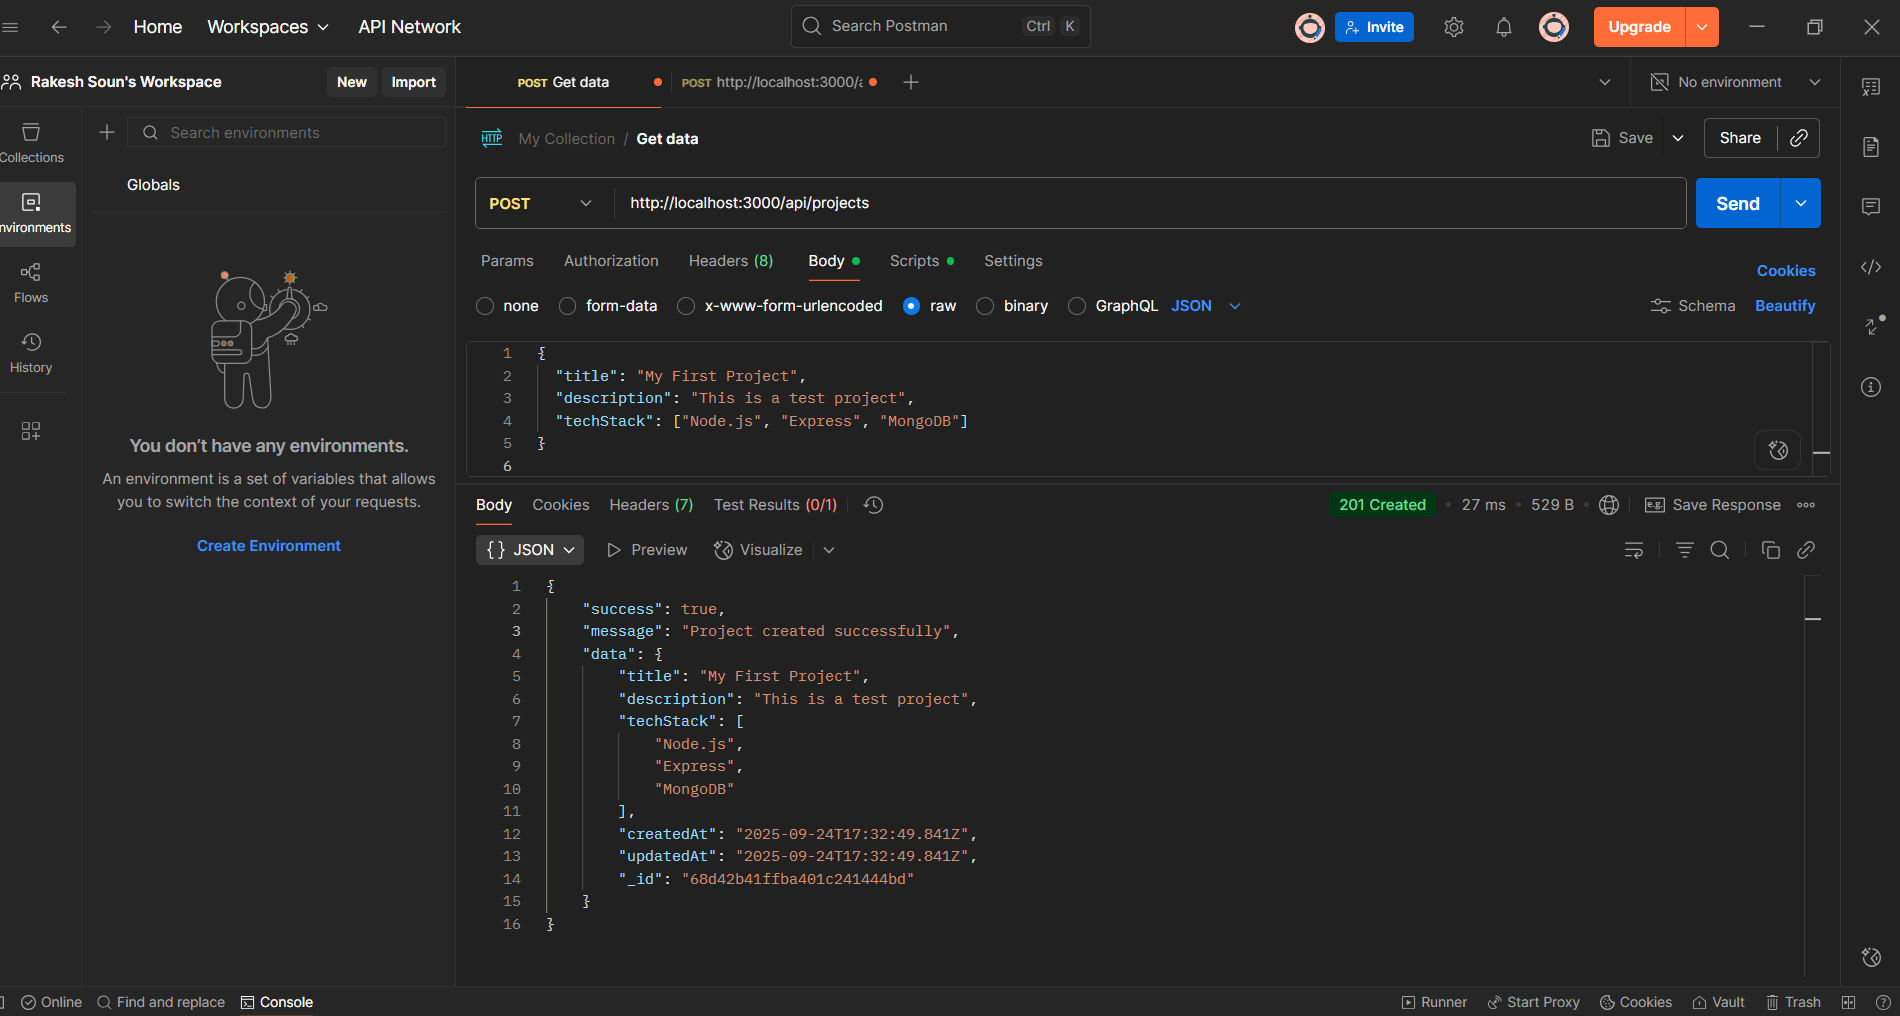 Home Workspaces API Network Search Postman Ctrl K Invite Upgrade
Rakesh Soun's Workspace New Import
POST Get data POST http://localhost:3000/ No environment
Collections
nvironments
Flows
History
Search environments
Globals
You don't have any environments.
An environment is a set of variables that allows
you to switch the context of your requests.
Create Environment
HTTP My Collection / Get data Save Share
POST http://localhost:3000/api/projects Send
Params Authorization Headers (8) Body Scripts Settings Cookies
none form-data x-www-form-urlencoded raw binary GraphQL JSON Schema Beautify
1 {
2 "title": "My First Project",
3 "description": "This is a test project",
4 "techStack": ["Node.js", "Express", "MongoDB"]
5 }
6
Body Cookies Headers (7) Test Results (0/1) 201 Created • 27 ms • 529 B e.g. Save Response
{} JSON Preview Visualize
1 {
2 "success": true,
3 "message": "Project created successfully",
4 "data": {
5 "title": "My First Project",
6 "description": "This is a test project",
7 "techStack": [
8 "Node.js",
9 "Express",
10 "MongoDB"
11 ],
12 "createdAt": "2025-09-24T17:32:49.841Z",
13 "updatedAt": "2025-09-24T17:32:49.841Z",
14 "_id": "68d42b41ffba401c241444bd"
15 }
16 }
Online Find and replace Console Runner Start Proxy Cookies Vault Trash